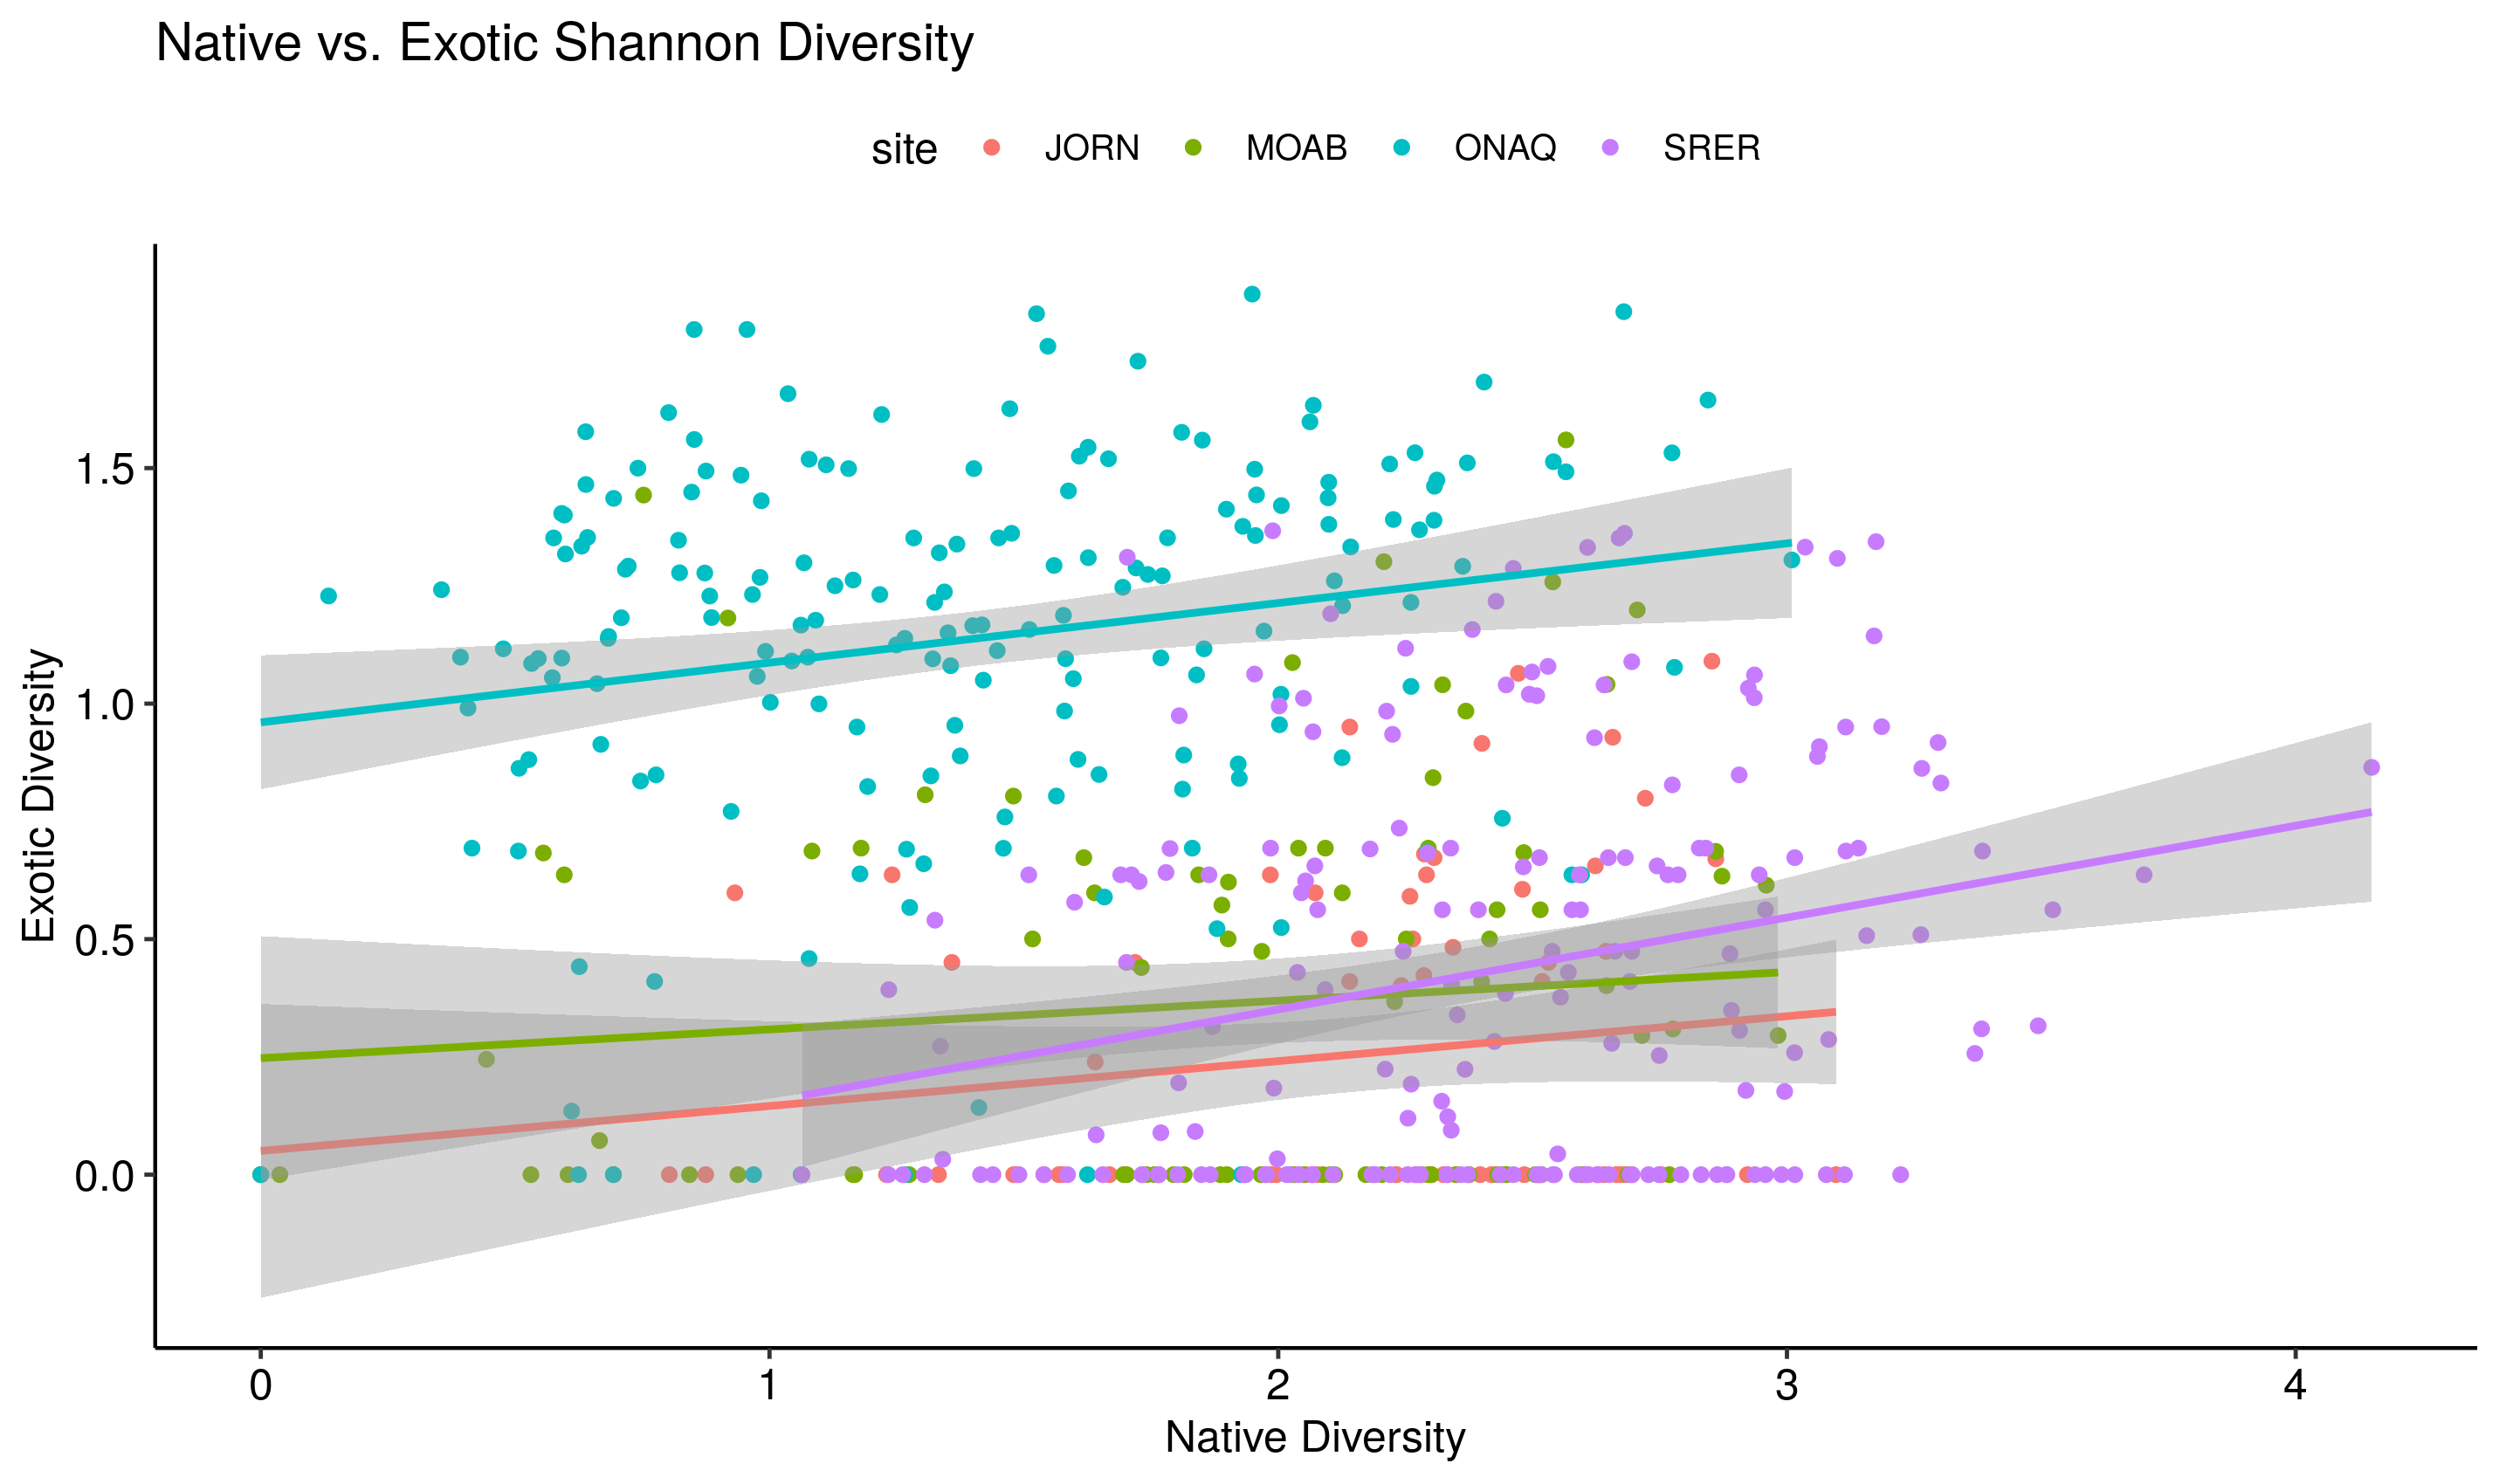 Native vs. Exotic Shannon Diversity
site JORN MOAB ONAQ SRER
Exotic Diversity
1.5
1.0
0.5
0.0
0 1 2 3 4
Native Diversity